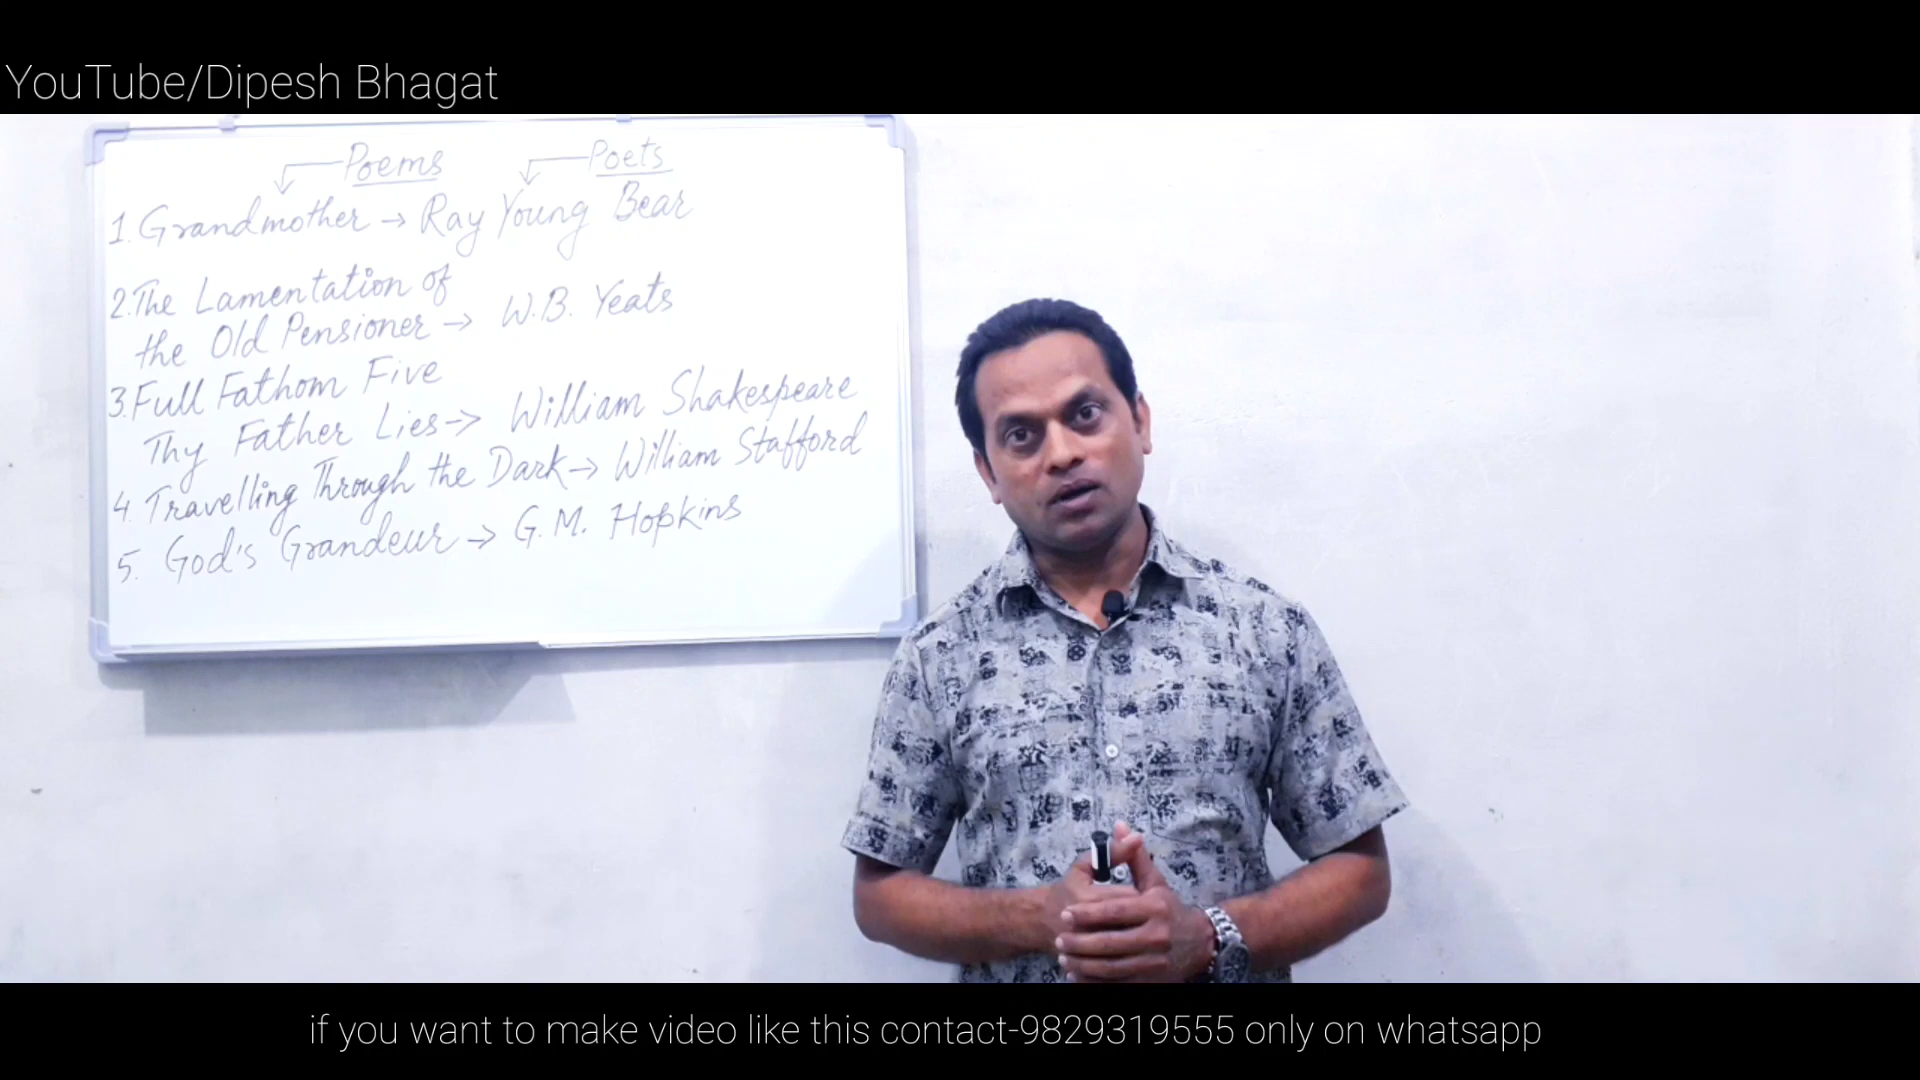 YouTube/Dipesh Bhagat
Poems Poets
1. Grandmother → Ray Young Bear
2. The Lamentation of
the Old Pensioner → W.B. Yeats
3. Full Fathom Five
Thy Father Lies → William Shakespeare
4. Travelling Through the Dark → William Stafford
5. God's Grandeur → G.M. Hopkins
if you want to make video like this contact-9829319555 only on whatsapp